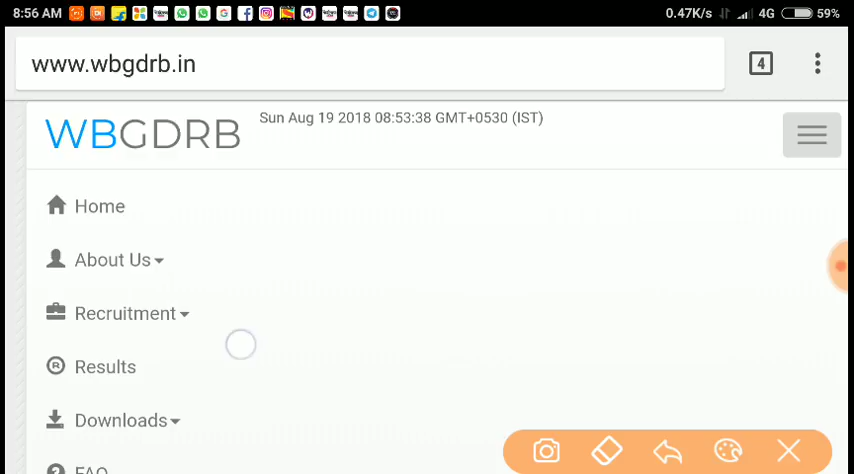 8:56 AM 0.47K/s 4G 59%
www.wbgdrb.in 4
WBGDRB Sun Aug 19 2018 08:53:38 GMT+0530 (IST)
Home
About Us
Recruitment
Results
Downloads
FAQ